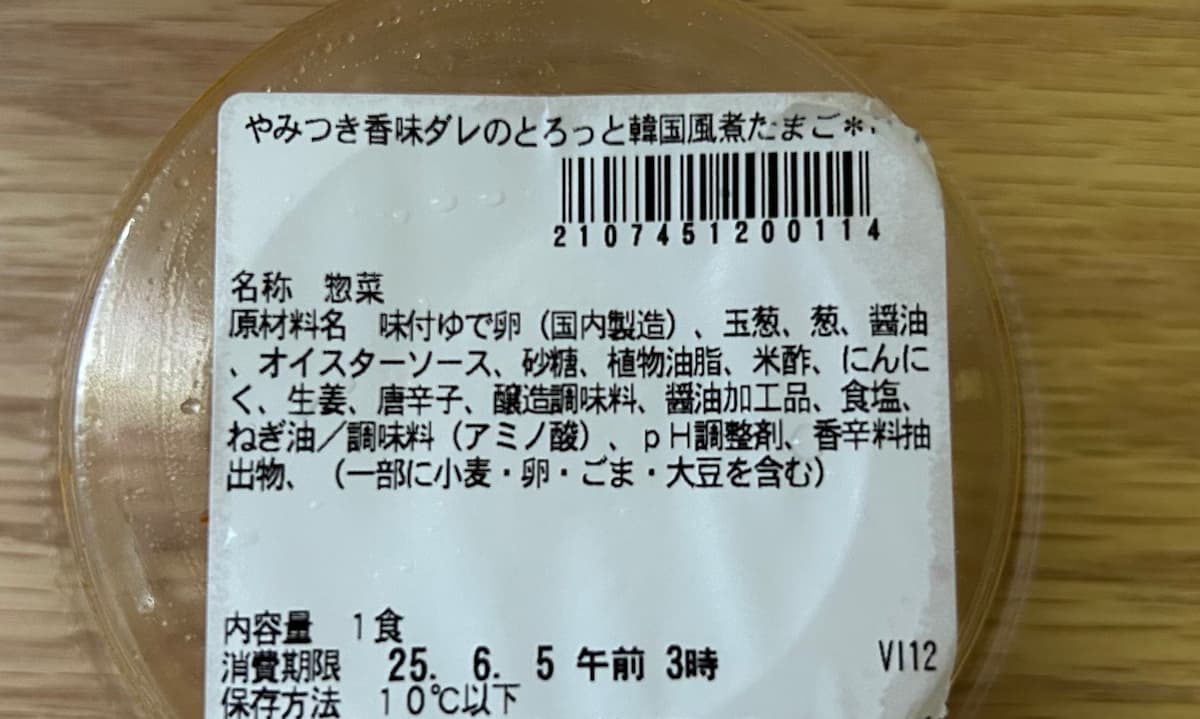 やみつき香味ダレのとろっと韓国風煮たまご＊
2107451200114
名称　惣菜
原材料名　味付ゆで卵（国内製造）、玉葱、葱、醤油
、オイスターソース、砂糖、植物油脂、米酢、にんに
く、生姜、唐辛子、醸造調味料、醤油加工品、食塩、
ねぎ油／調味料（アミノ酸）、ｐＨ調整剤、香辛料抽
出物、（一部に小麦・卵・ごま・大豆を含む）
内容量　１食
消費期限　25. 6. 5 午前 3時　VI12
保存方法　１０℃以下